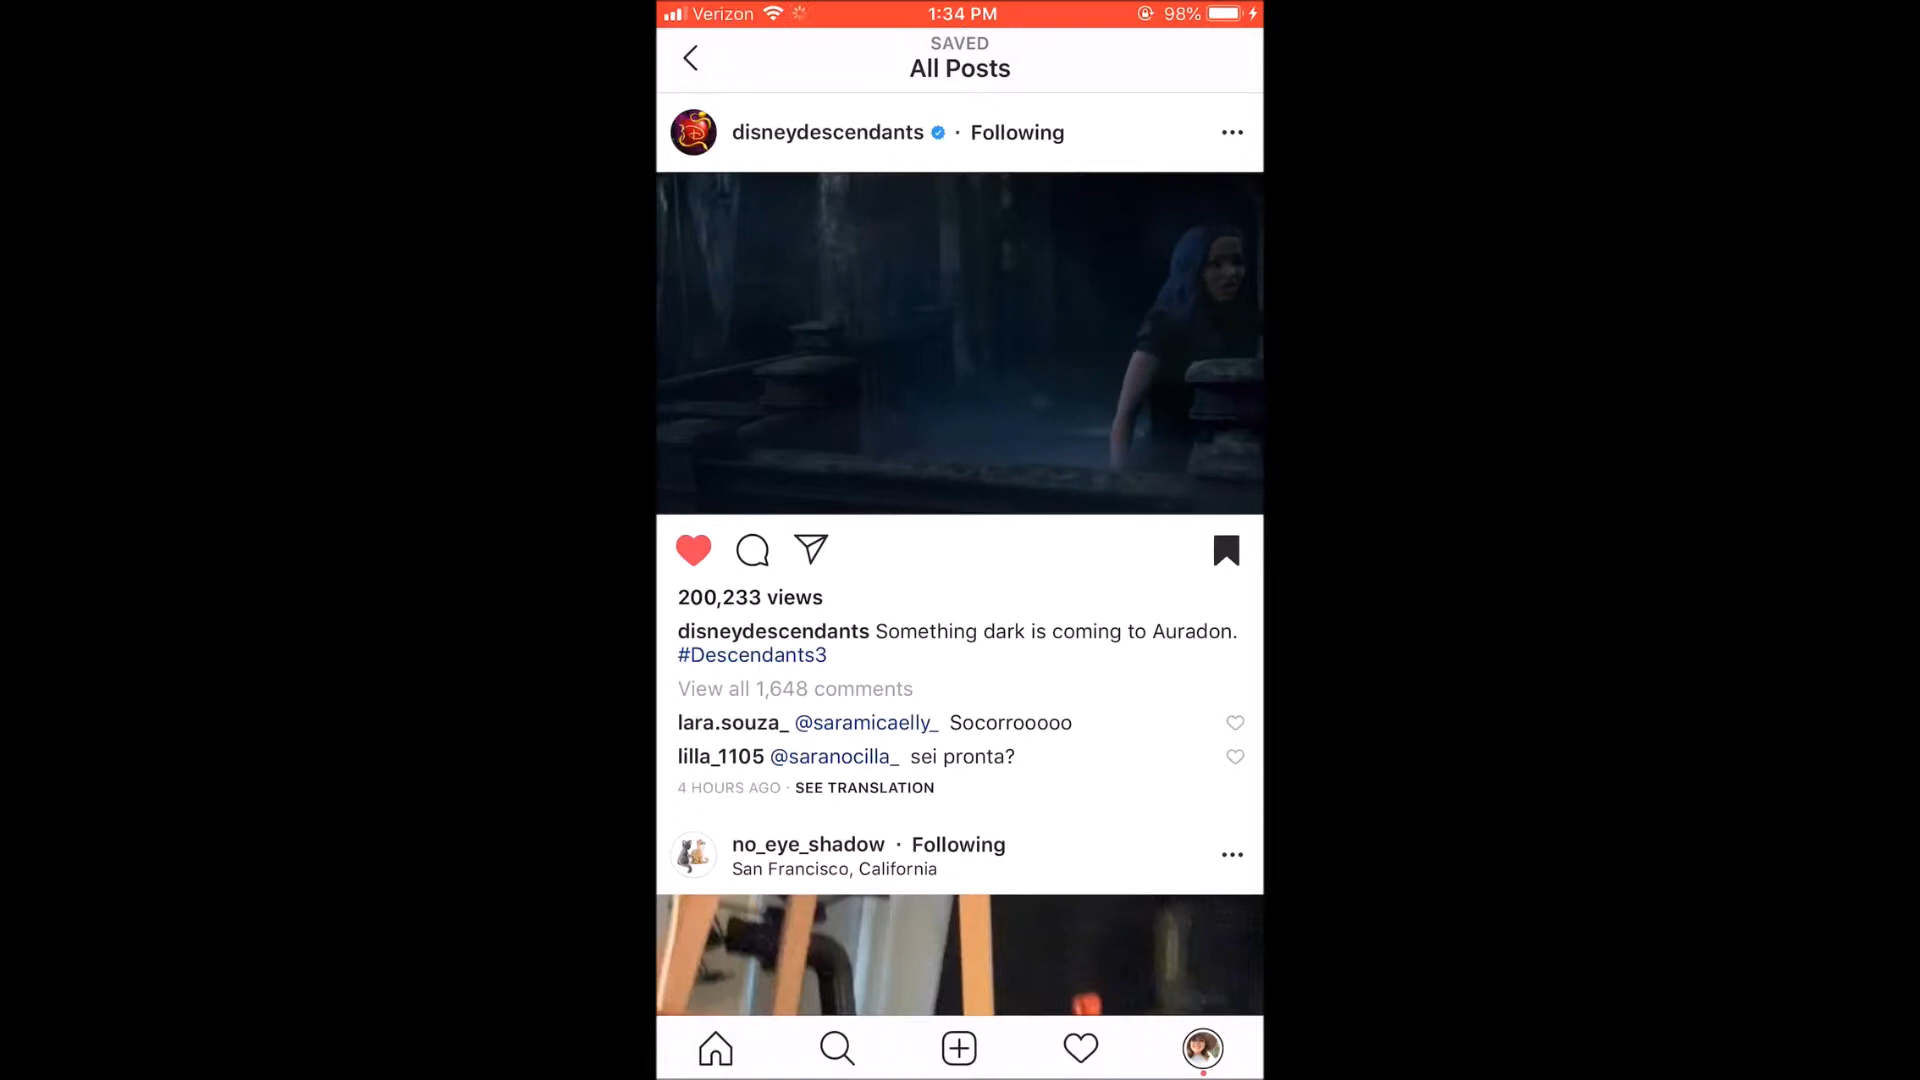 Verizon 1:34 PM 98%
SAVED
All Posts
disneydescendants · Following
200,233 views
disneydescendants Something dark is coming to Auradon.
#Descendants3
View all 1,648 comments
lara.souza_ @saramicaelly_ Socorrooooo
lilla_1105 @saranocilla_ sei pronta?
4 HOURS AGO · SEE TRANSLATION
no_eye_shadow · Following
San Francisco, California